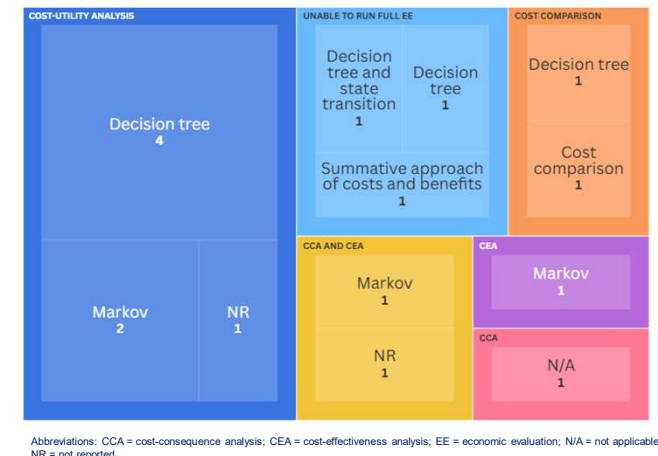 COST-UTILITY ANALYSIS
Decision tree
4
Markov
2
NR
1
UNABLE TO RUN FULL EE
Decision
tree and
state
transition
1
Decision
tree
1
Summative approach
of costs and benefits
1
COST COMPARISON
Decision tree
1
Cost
comparison
1
CCA AND CEA
Markov
1
NR
1
CEA
Markov
1
CCA
N/A
1
Abbreviations: CCA = cost-consequence analysis; CEA = cost-effectiveness analysis; EE = economic evaluation; N/A = not applicable
NR = not reported